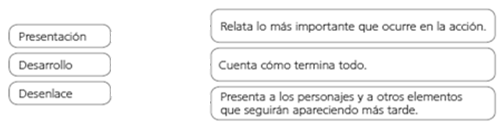 Presentación
Desarrollo
Desenlace
Relata lo más importante que ocurre en la acción.
Cuenta cómo termina todo.
Presenta a los personajes y a otros elementos
que seguirán apareciendo más tarde.